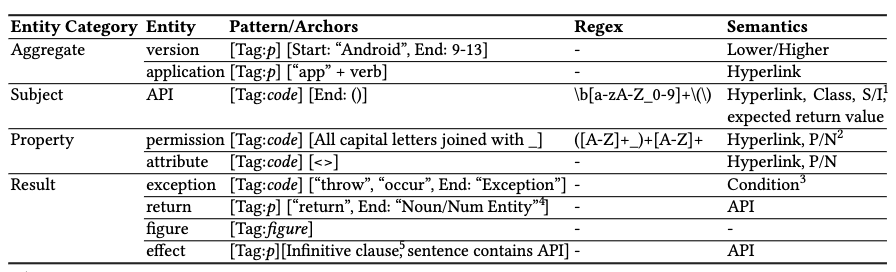 Entity Category Entity Pattern/Archors Regex Semantics
Aggregate version [Tag:p] [Start: “Android”, End: 9-13] - Lower/Higher
application [Tag:p] [“app” + verb] - Hyperlink
Subject API [Tag:code] [End: ()] \b[a-zA-Z_0-9]+\(\) Hyperlink, Class, S/I,1
expected return value
Property permission [Tag:code] [All capital letters joined with _] ([A-Z]+_)+[A-Z]+ Hyperlink, P/N2
attribute [Tag:code] [<>] - Hyperlink, P/N
Result exception [Tag:code] [“throw”, “occur”, End: “Exception”] - Condition3
return [Tag:p] [“return”, End: “Noun/Num Entity”4] - API
figure [Tag:figure] - -
effect [Tag:p][Infinitive clause,5 sentence contains API] - API